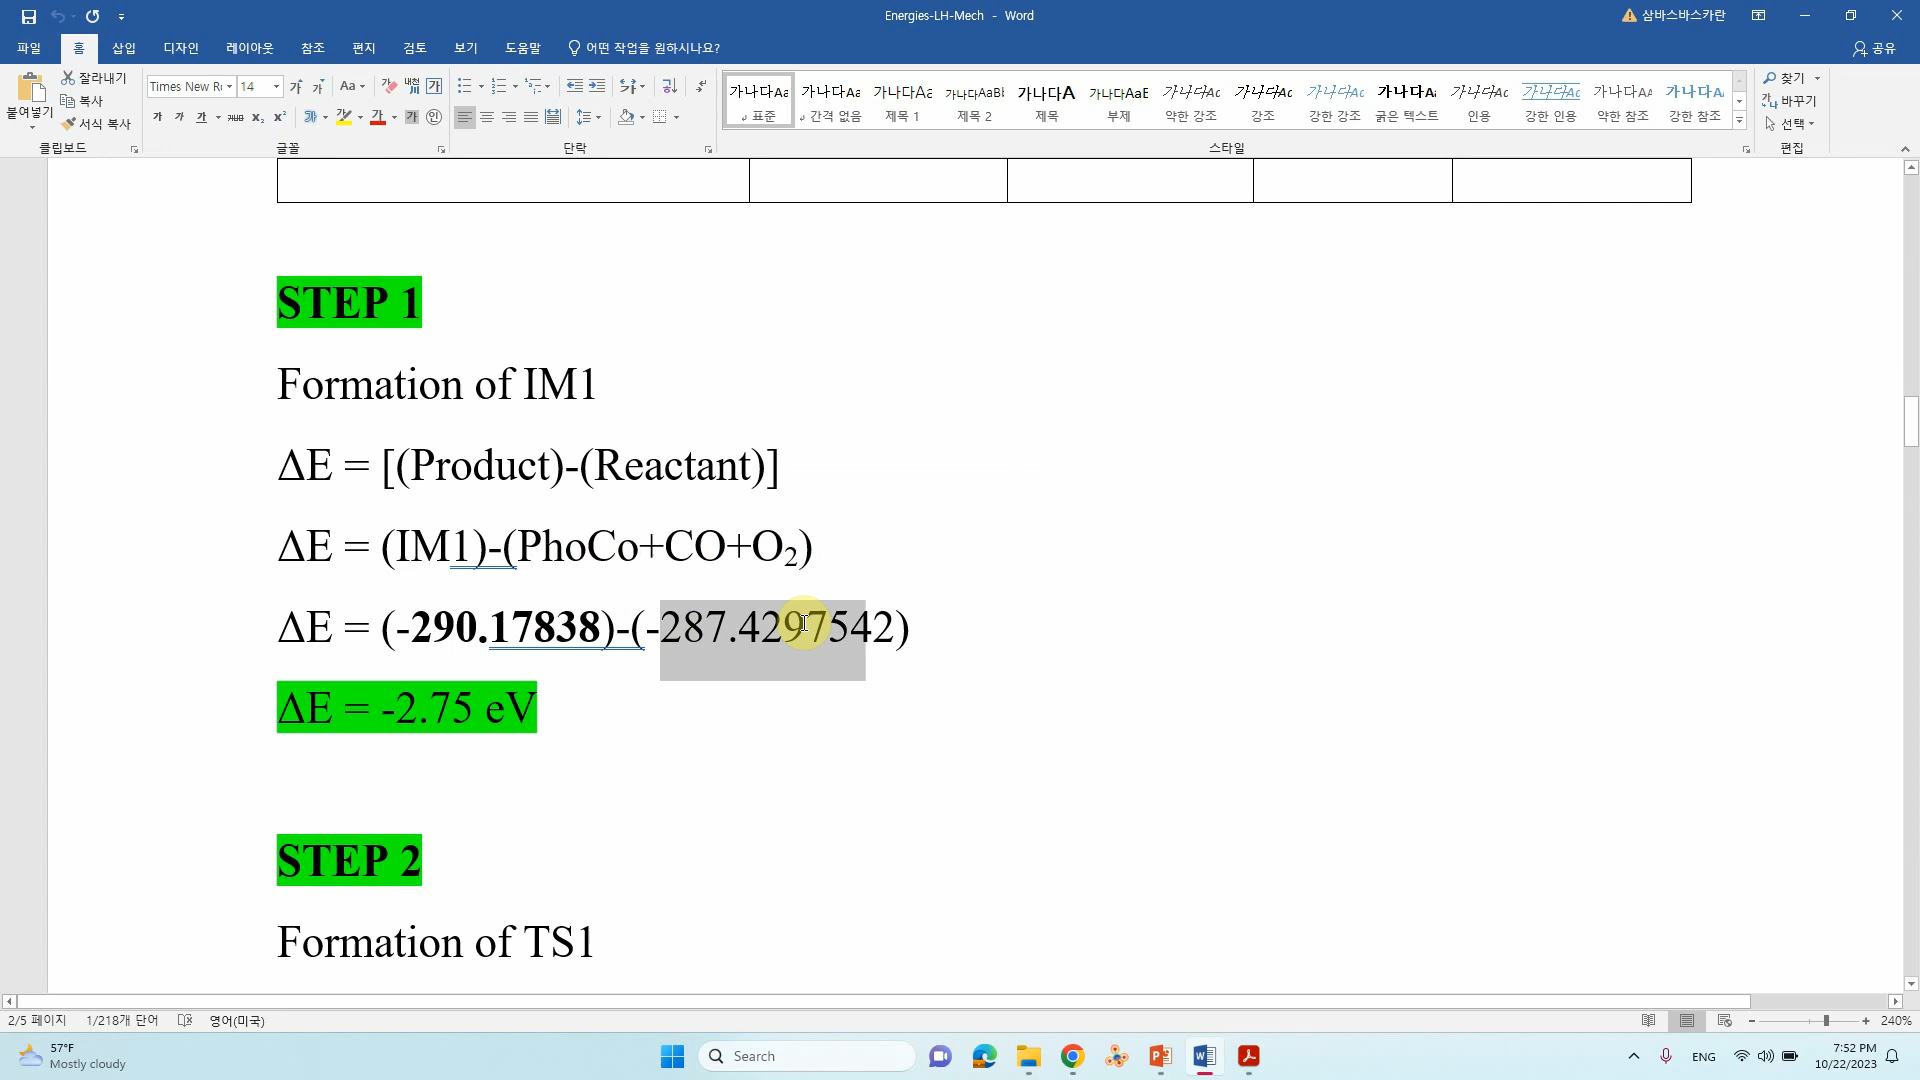 Energies-LH-Mech - Word
삼바스바스카란
파일 홈 삽입 디자인 레이아웃 참조 편지 검토 보기 도움말 어떤 작업을 원하시나요? 공유
붙여넣기
잘라내기
복사
서식 복사
클립보드
Times New R 14
글꼴
단락
가나다Aa 가나다Aa 가나다Aa 가나다AaBb 가나다A 가나다AaB 가나다Aa 가나다Aa 가나다Aa 가나다Aa 가나다Aa 가나다Aa 가나다Aa 가나다Aa
표준 간격 없음 제목 1 제목 2 제목 부제 약한 강조 강조 강한 강조 굵은 텍스트 인용 강한 인용 약한 참조 강한 참조
스타일
찾기
바꾸기
선택
편집
STEP 1
Formation of IM1
ΔE = [(Product)-(Reactant)]
ΔE = (IM1)-(PhoCo+CO+O₂)
ΔE = (-290.17838)-(-287.4297542)
ΔE = -2.75 eV
STEP 2
Formation of TS1
2/5 페이지 1/218개 단어 영어(미국) 240%
57°F
Mostly cloudy
Search
ENG
7:52 PM
10/22/2023